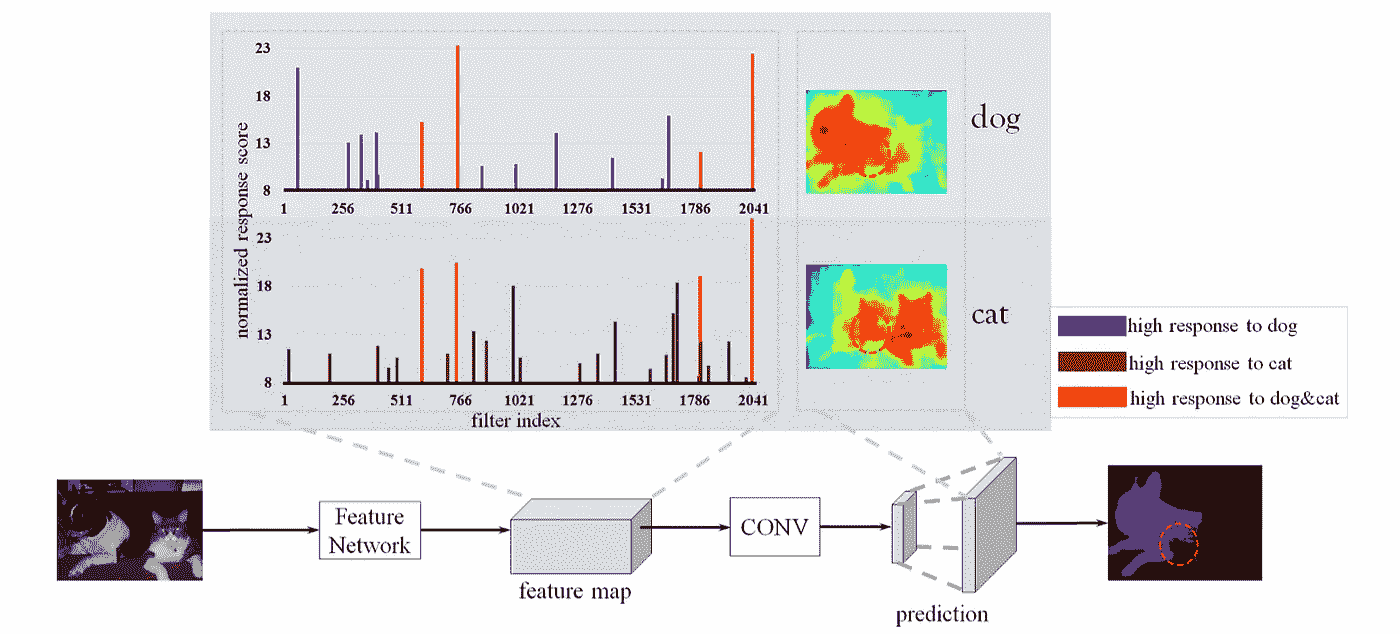 normalized response score
23
18
13
8
1 256 511 766 1021 1276 1531 1786 2041
dog
23
18
13
8
1 256 511 766 1021 1276 1531 1786 2041
filter index
cat
high response to dog
high response to cat
high response to dog&cat
Feature
Network
feature map
CONV
prediction